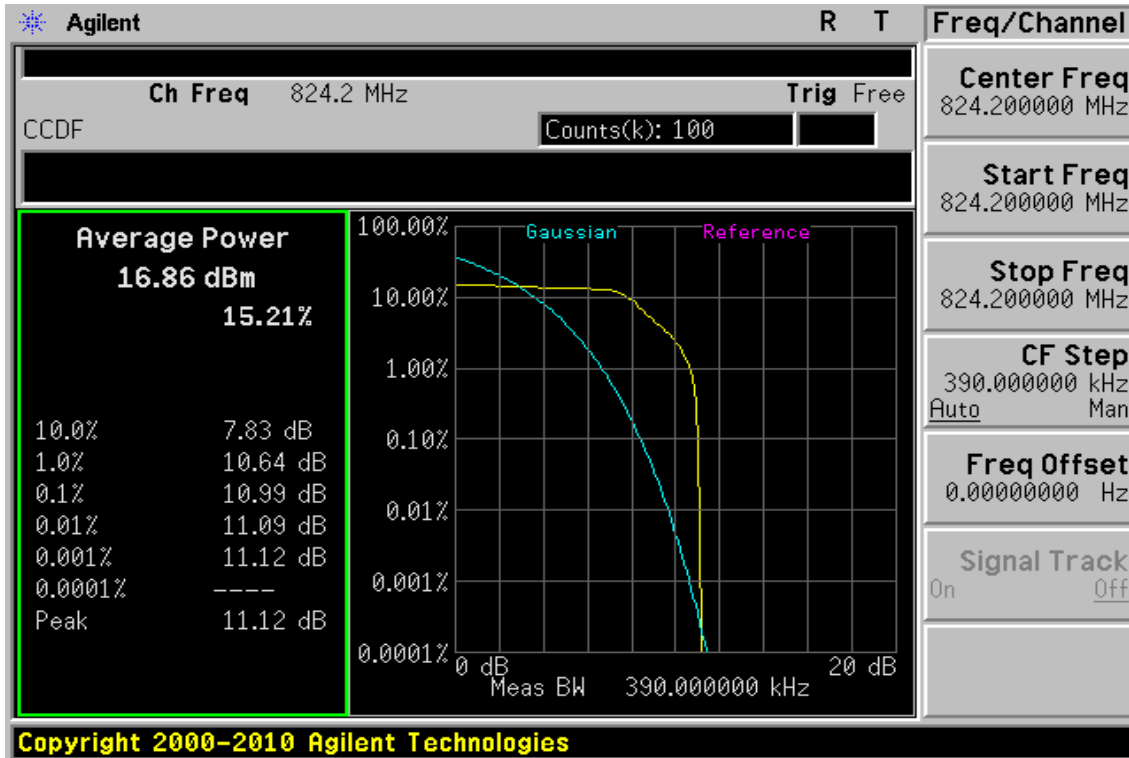 Agilent R T
Ch Freq 824.2 MHz Trig Free
CCDF Counts(k): 100
Average Power
16.86 dBm
15.21%
10.0% 7.83 dB
1.0% 10.64 dB
0.1% 10.99 dB
0.01% 11.09 dB
0.001% 11.12 dB
0.0001% ----
Peak 11.12 dB
Gaussian Reference
100.00%
10.00%
1.00%
0.10%
0.01%
0.001%
0.0001%
0 dB 20 dB
Meas BW 390.000000 kHz
Freq/Channel
Center Freq
824.200000 MHz
Start Freq
824.200000 MHz
Stop Freq
824.200000 MHz
CF Step
390.000000 kHz
Auto Man
Freq Offset
0.00000000 Hz
Signal Track
On Off
Copyright 2000-2010 Agilent Technologies